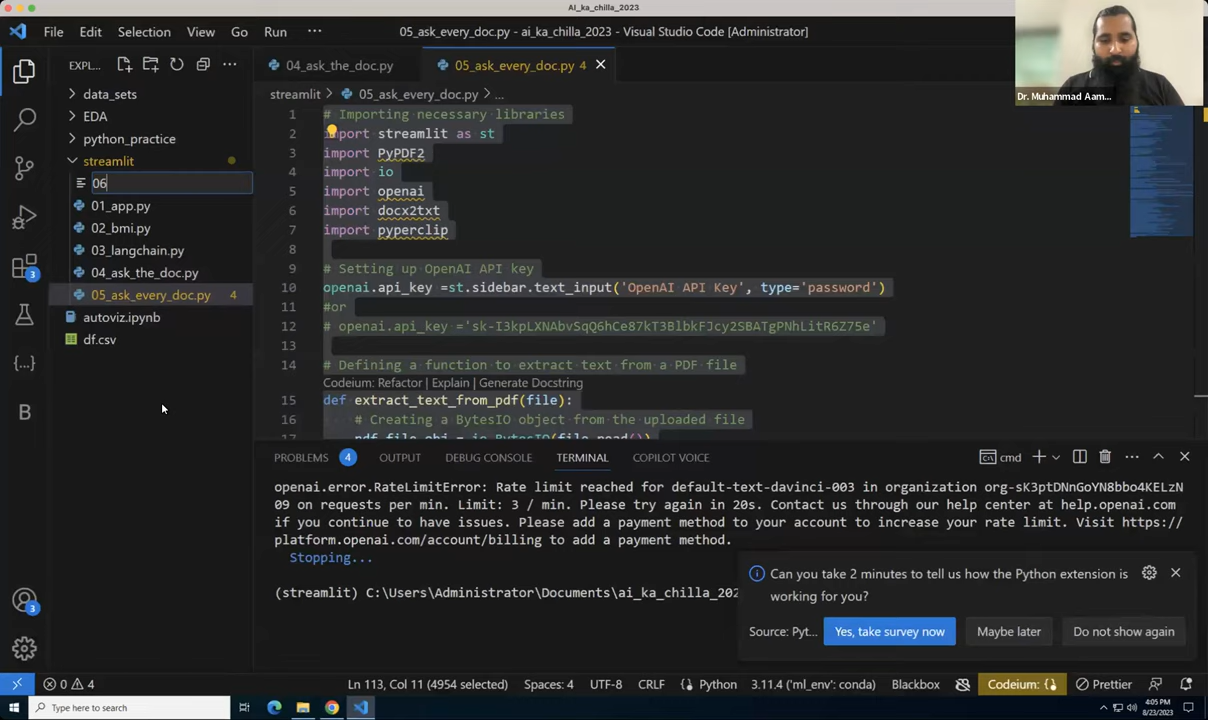 AI_ka_chilla_2023
File Edit Selection View Go Run ···
05_ask_every_doc.py - ai_ka_chilla_2023 - Visual Studio Code [Administrator]
Dr. Muhammad Aam...
EXPL...
data_sets
EDA
python_practice
streamlit
06
01_app.py
02_bmi.py
03_langchain.py
04_ask_the_doc.py
05_ask_every_doc.py 4
autoviz.ipynb
df.csv
3
3
04_ask_the_doc.py
05_ask_every_doc.py 4
streamlit > 05_ask_every_doc.py > ...
1 # Importing necessary libraries
2 import streamlit as st
3 import PyPDF2
4 import io
5 import openai
6 import docx2txt
7 import pyperclip
8
9 # Setting up OpenAI API key
10 openai.api_key =st.sidebar.text_input('OpenAI API Key', type='password')
11 #or
12 # openai.api_key ='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'
13
14 # Defining a function to extract text from a PDF file
Codeium: Refactor | Explain | Generate Docstring
15 def extract_text_from_pdf(file):
16 # Creating a BytesIO object from the uploaded file
17 pdf_file_obj = io.BytesIO(file.read())
PROBLEMS 4 OUTPUT DEBUG CONSOLE TERMINAL COPILOT VOICE
cmd
openai.error.RateLimitError: Rate limit reached for default-text-davinci-003 in organization org-sK3ptDNnGoYN8bbo4KELzN
09 on requests per min. Limit: 3 / min. Please try again in 20s. Contact us through our help center at help.openai.com
if you continue to have issues. Please add a payment method to your account to increase your rate limit. Visit https://
platform.openai.com/account/billing to add a payment method.
Stopping...
(streamlit) C:\Users\Administrator\Documents\ai_ka_chilla_202
Can you take 2 minutes to tell us how the Python extension is
working for you?
Source: Pyt...
Yes, take survey now
Maybe later
Do not show again
0 4
Ln 113, Col 11 (4954 selected) Spaces: 4 UTF-8 CRLF Python 3.11.4 ('ml_env': conda) Blackbox Codeium: {} Prettier
Type here to search
4:05 PM
8/23/2023